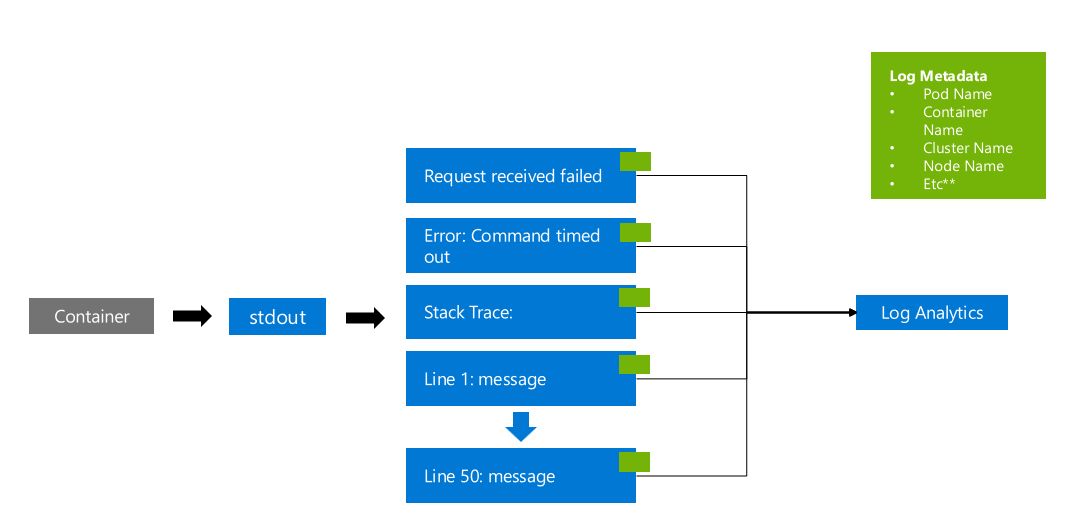 Log Metadata
• Pod Name
• Container
Name
• Cluster Name
• Node Name
• Etc**
Request received failed
Error: Command timed
out
Container
stdout
Stack Trace:
Log Analytics
Line 1: message
Line 50: message